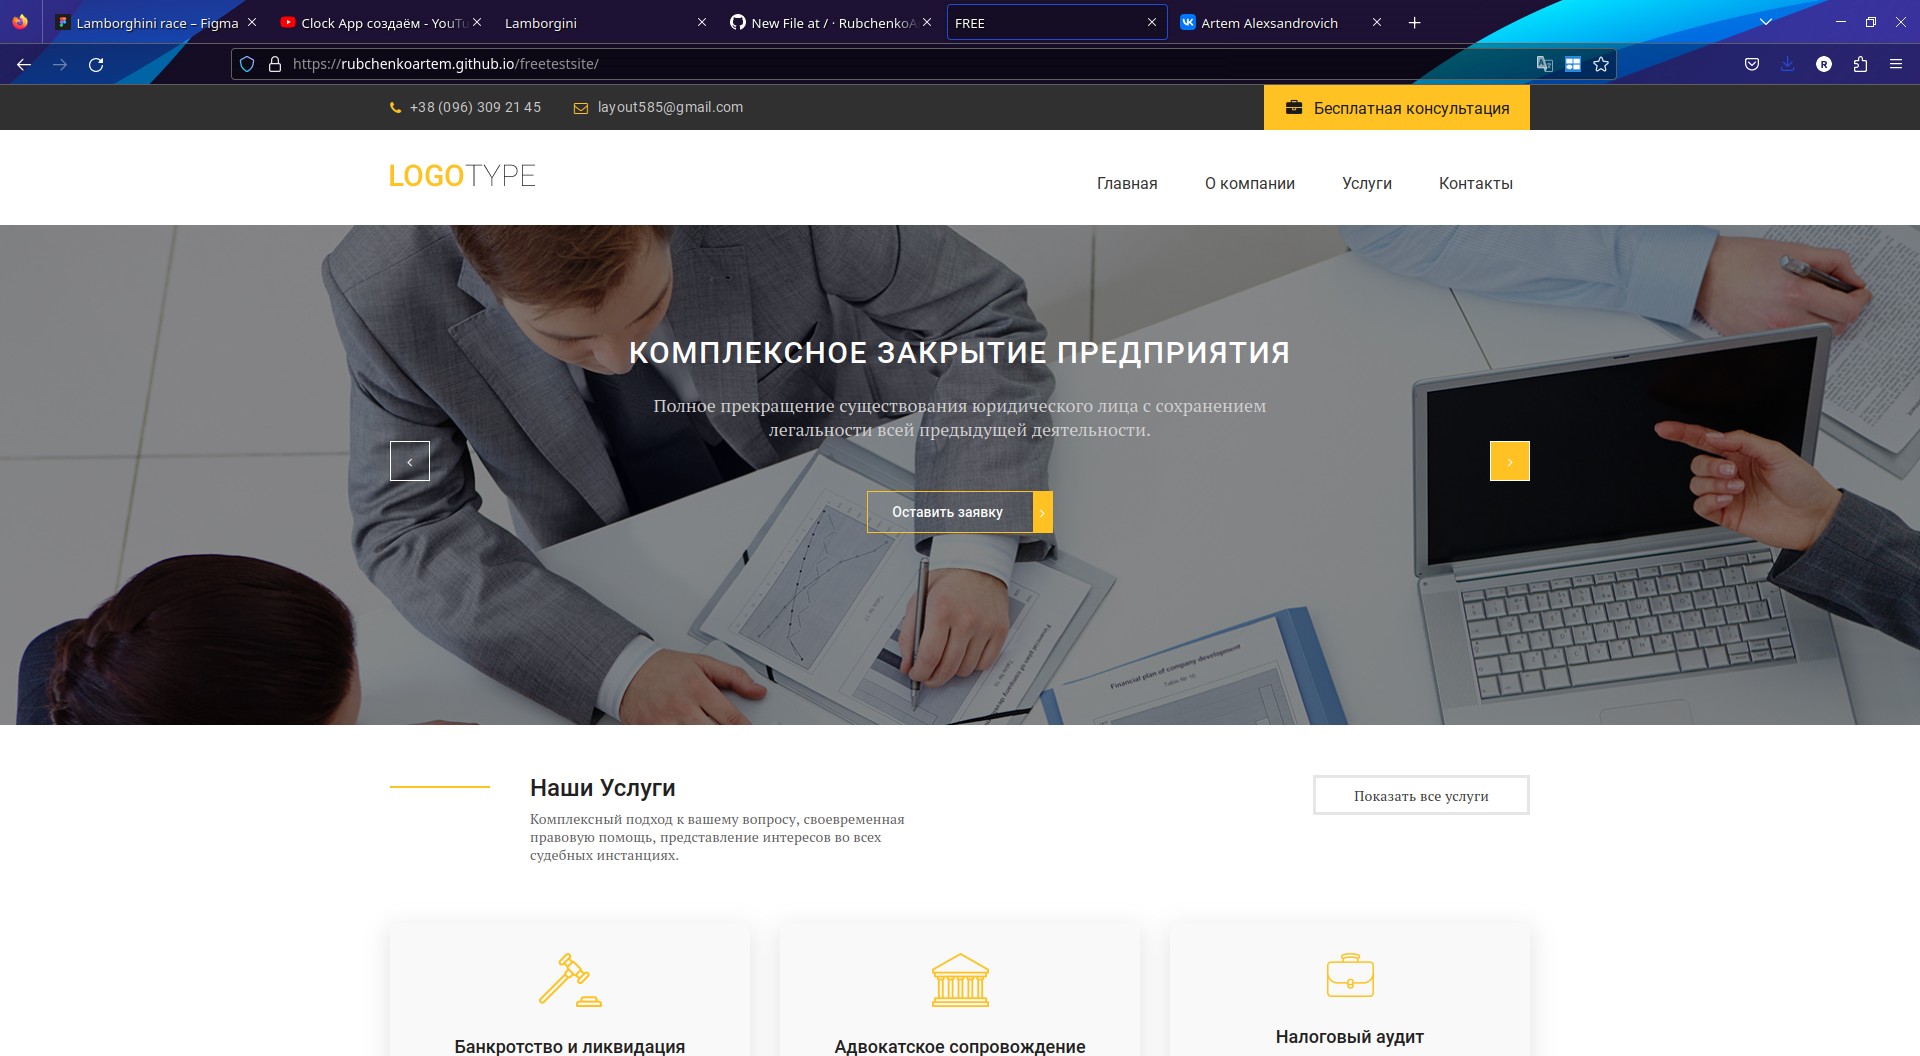 Lamborghini race – Figma
Clock App создаём - YouTu
Lamborgini
New File at / · RubchenkoA
FREE
Artem Alexsandrovich
https://rubchenkoartem.github.io/freetestsite/
+38 (096) 309 21 45
layout585@gmail.com
Бесплатная консультация
LOGOTYPE
Главная
О компании
Услуги
Контакты
КОМПЛЕКСНОЕ ЗАКРЫТИЕ ПРЕДПРИЯТИЯ
Полное прекращение существования юридического лица с сохранением
легальности всей предыдущей деятельности.
Оставить заявку
Financial plan of company development
Table № 16
Наши Услуги
Показать все услуги
Комплексный подход к вашему вопросу, своевременная
правовую помощь, представление интересов во всех
судебных инстанциях.
Банкротство и ликвидация
Адвокатское сопровождение
Налоговый аудит